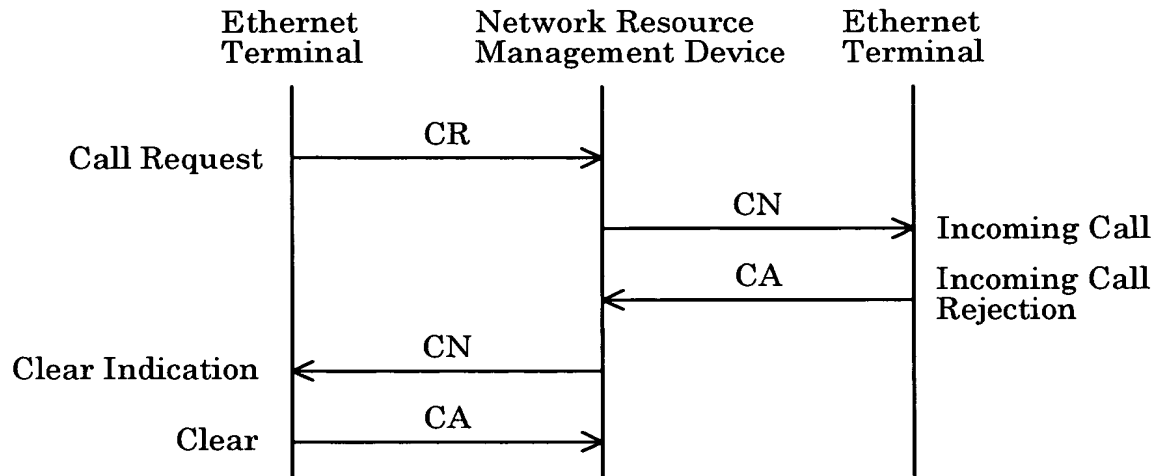 Ethernet
Terminal
Network Resource
Management Device
Ethernet
Terminal
Call Request
CR
CN
Incoming Call
CA
Incoming Call
Rejection
Clear Indication
CN
Clear
CA